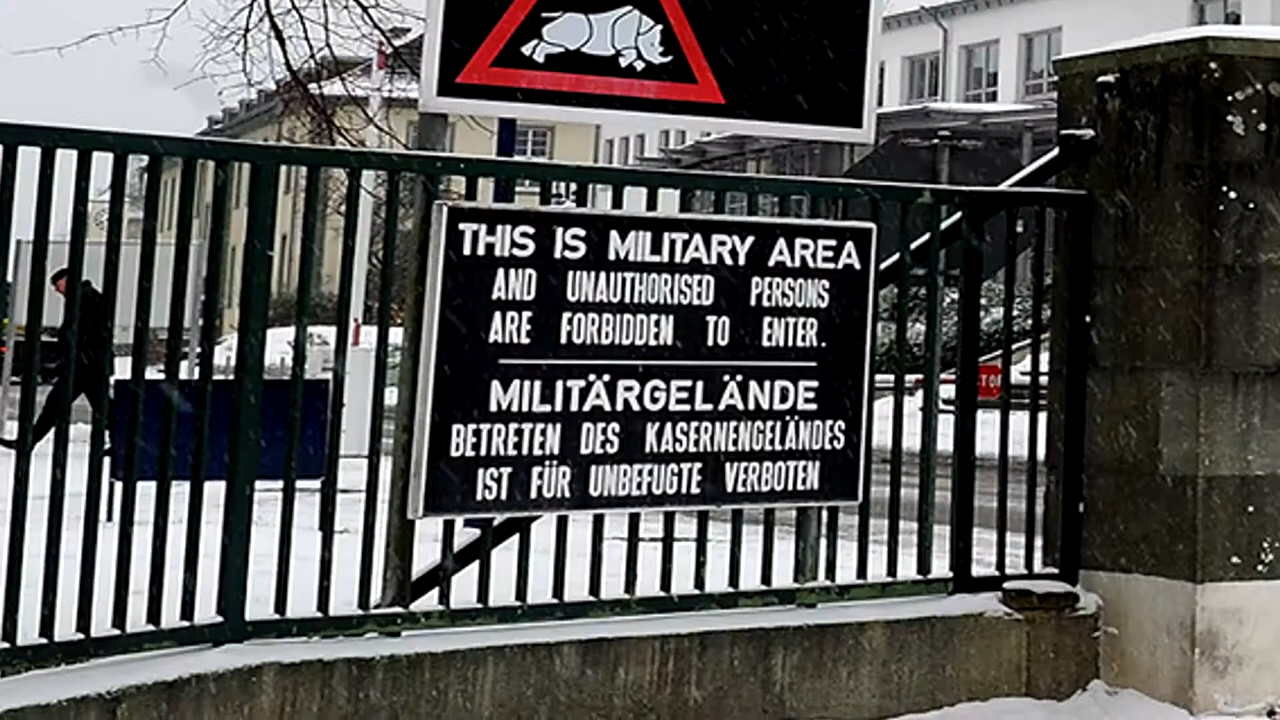 THIS IS MILITARY AREA
AND UNAUTHORISED PERSONS
ARE FORBIDDEN TO ENTER.
MILITÄRGELÄNDE
BETRETEN DES KASERNENGELÄNDES
IST FÜR UNBEFUGTE VERBOTEN